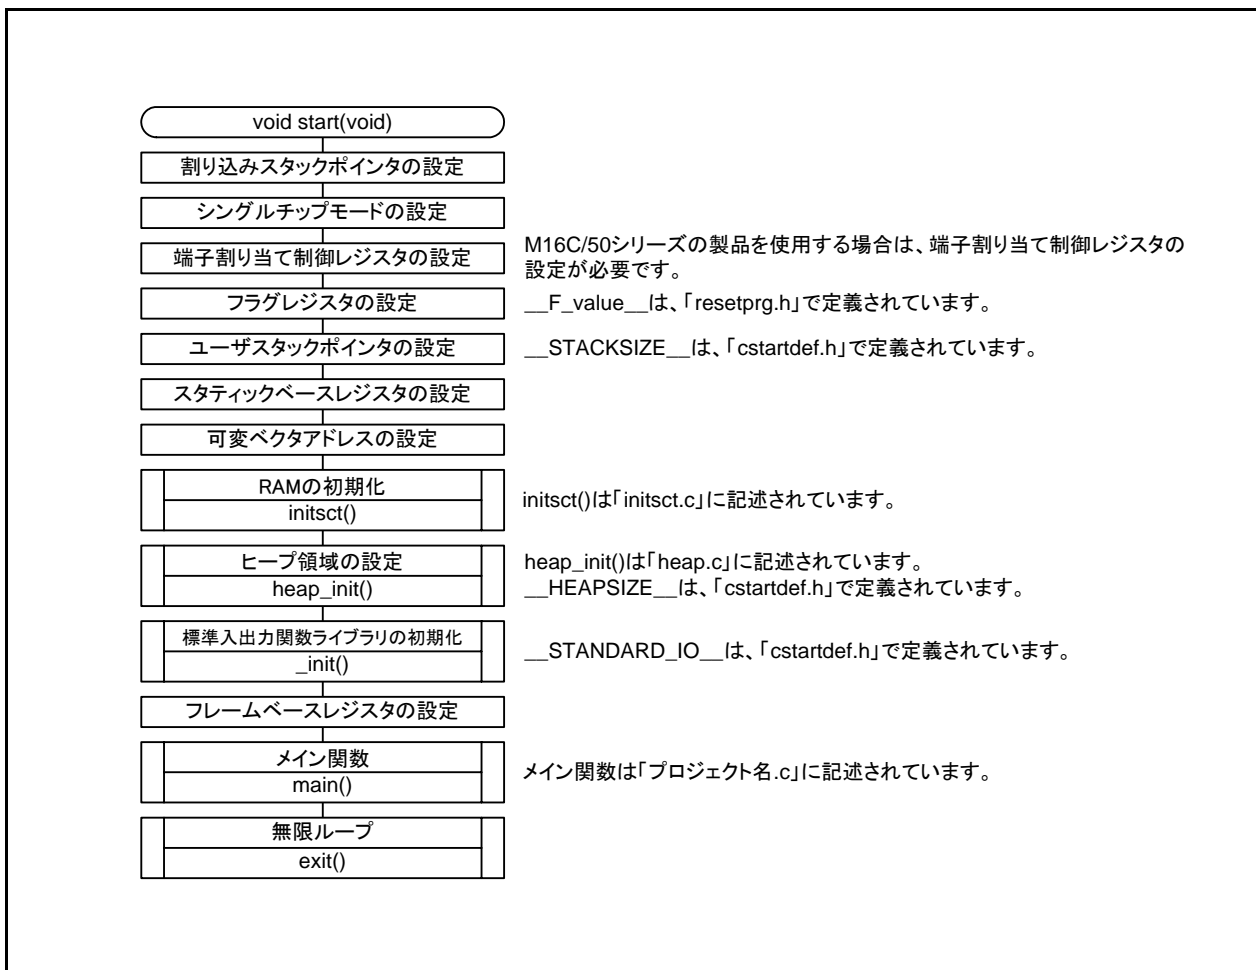 void start(void)
割り込みスタックポインタの設定
シングルチップモードの設定
端子割り当て制御レジスタの設定
M16C/50シリーズの製品を使用する場合は、端子割り当て制御レジスタの
設定が必要です。
フラグレジスタの設定
__F_value__は、「resetprg.h」で定義されています。
ユーザスタックポインタの設定
__STACKSIZE__は、「cstartdef.h」で定義されています。
スタティックベースレジスタの設定
可変ベクタアドレスの設定
RAMの初期化
initsct()
initsct()は「initsct.c」に記述されています。
ヒープ領域の設定
heap_init()
heap_init()は「heap.c」に記述されています。
__HEAPSIZE__は、「cstartdef.h」で定義されています。
標準入出力関数ライブラリの初期化
_init()
__STANDARD_IO__は、「cstartdef.h」で定義されています。
フレームベースレジスタの設定
メイン関数
main()
メイン関数は「プロジェクト名.c」に記述されています。
無限ループ
exit()